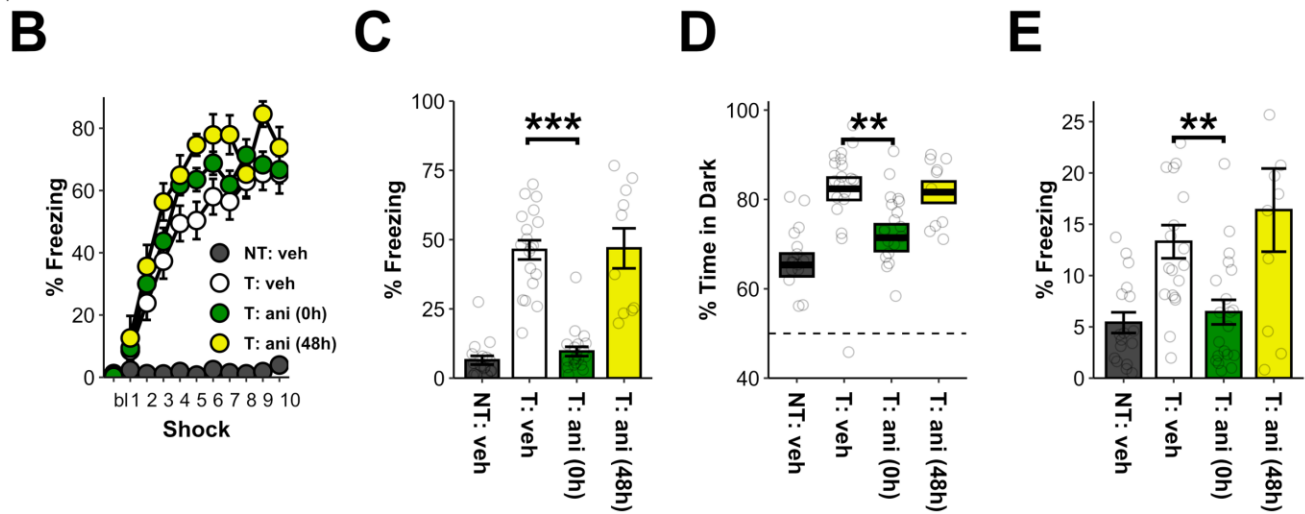 B
C
D
E
% Freezing
80
60
40
20
0
bl 1 2 3 4 5 6 7 8 9 10
Shock
NT: veh
T: veh
T: ani (0h)
T: ani (48h)
% Freezing
100
75
50
25
0
***
NT: veh
T: veh
T: ani (0h)
T: ani (48h)
% Time in Dark
100
80
60
40
**
NT: veh
T: veh
T: ani (0h)
T: ani (48h)
% Freezing
25
20
15
10
5
0
**
NT: veh
T: veh
T: ani (0h)
T: ani (48h)